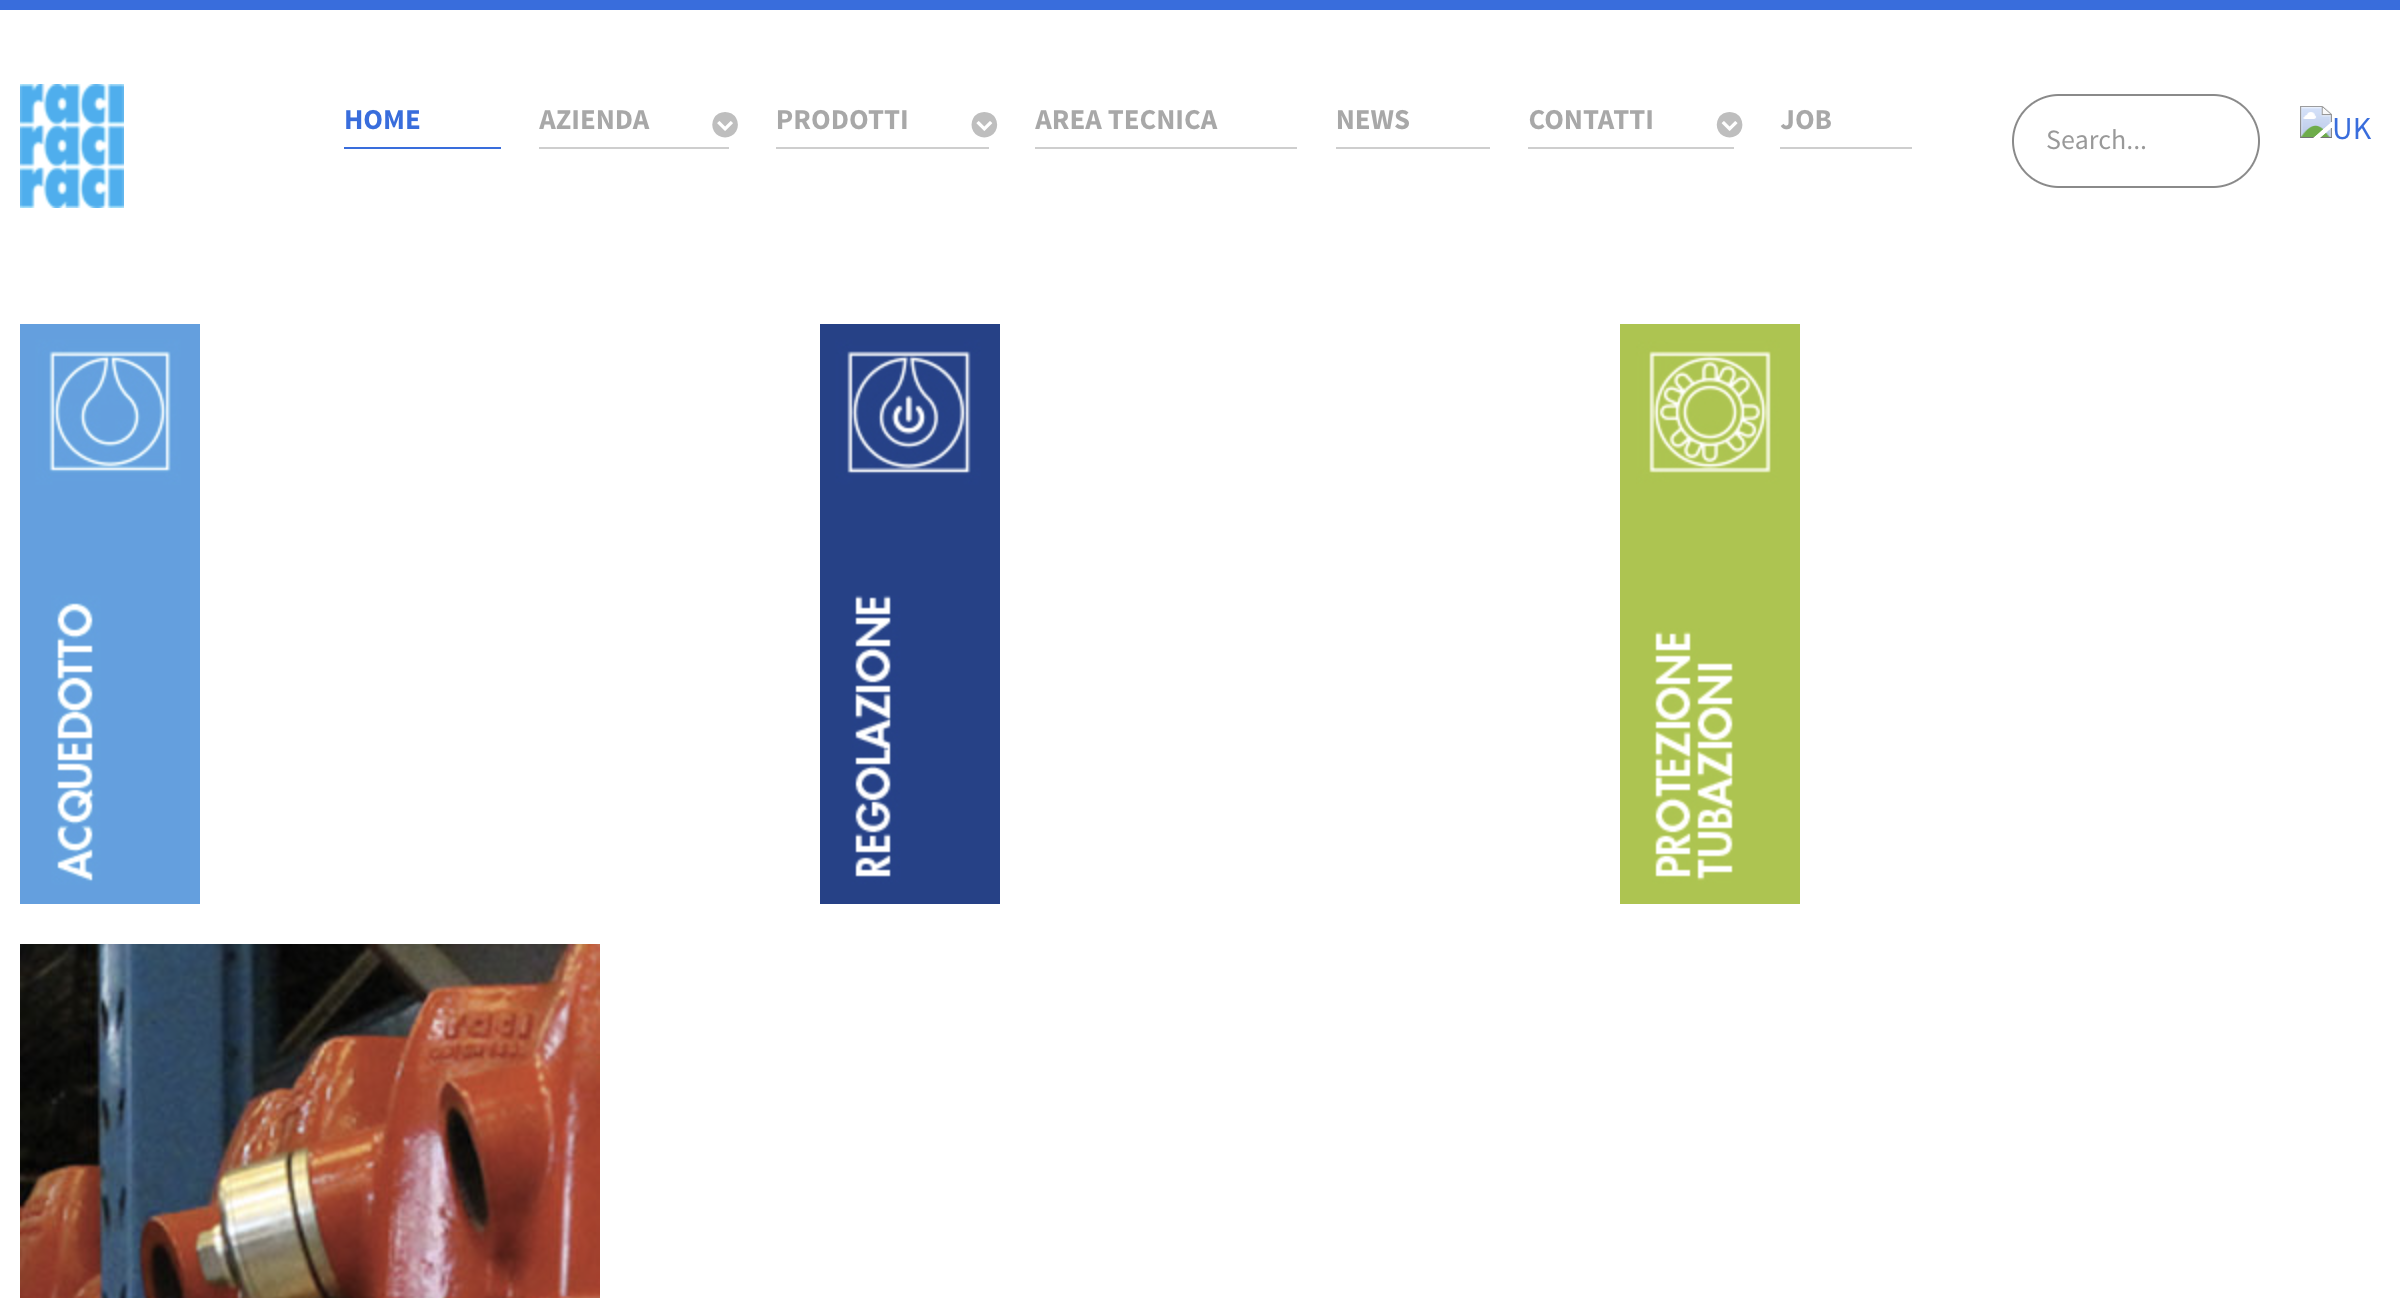 raci
raci
raci
HOME
AZIENDA
PRODOTTI
AREA TECNICA
NEWS
CONTATTI
JOB
Search...
UK
ACQUEDOTTO
REGOLAZIONE
PROTEZIONE
TUBAZIONI
raci